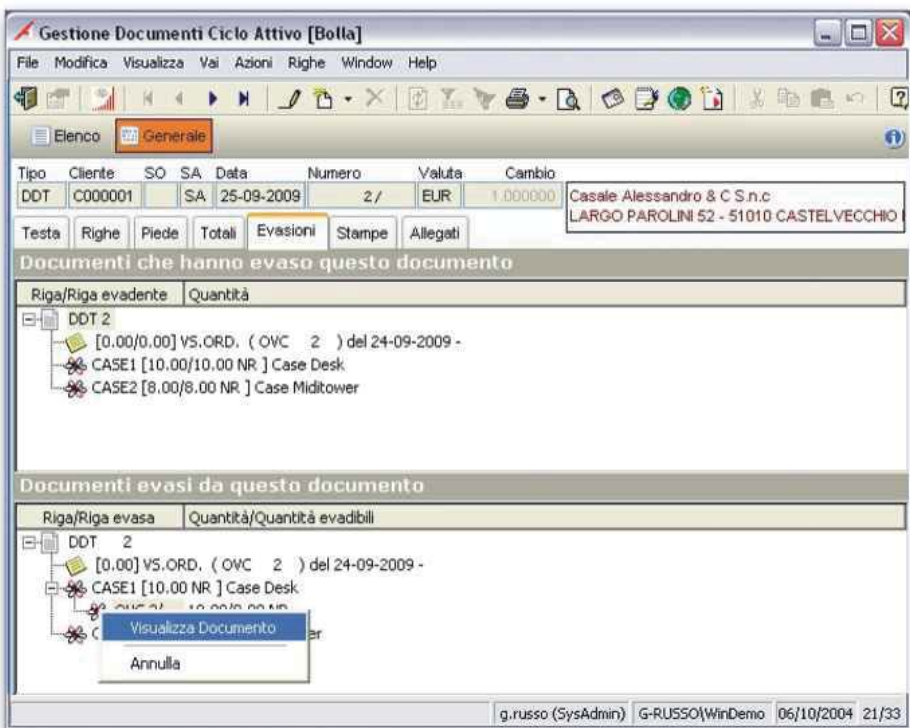 Gestione Documenti Ciclo Attivo [Bolla]
File Modifica Visualizza Vai Azioni Righe Window Help
Elenco Generale
Tipo Cliente SO SA Data Numero Valuta Cambio
DDT C000001 SA 25-09-2009 2/ EUR 1.000000 Casale Alessandro & C S.n.c
LARGO PAROLINI 52 - 51010 CASTELVECCHIO
Testa Righe Piede Totali Evasioni Stampe Allegati
Documenti che hanno evaso questo documento
Riga/Riga evadente Quantità
DDT 2
[0.00/0.00] VS.ORD. ( OVC 2 ) del 24-09-2009 -
CASE1 [10.00/10.00 NR ] Case Desk
CASE2 [8.00/8.00 NR ] Case Miditower
Documenti evasi da questo documento
Riga/Riga evasa Quantità/Quantità evadibili
DDT 2
[0.00] VS.ORD. ( OVC 2 ) del 24-09-2009 -
CASE1 [10.00 NR ] Case Desk
Visualizza Documento
Annulla
g.russo (SysAdmin) G-RUSSO\WinDemo 06/10/2004 21/33